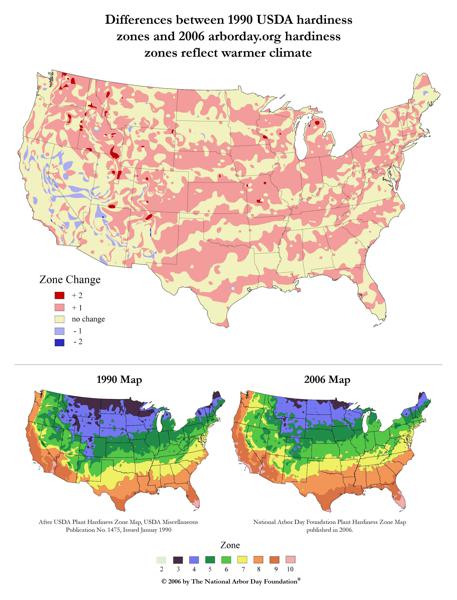 Differences between 1990 USDA hardiness
zones and 2006 arborday.org hardiness
zones reflect warmer climate
Zone Change
+ 2
+ 1
no change
- 1
- 2
1990 Map
2006 Map
After USDA Plant Hardiness Zone Map, USDA Miscellaneous
Publication No. 1475, Issued January 1990
National Arbor Day Foundation Plant Hardiness Zone Map
published in 2006.
Zone
2 3 4 5 6 7 8 9 10
© 2006 by The National Arbor Day Foundation®